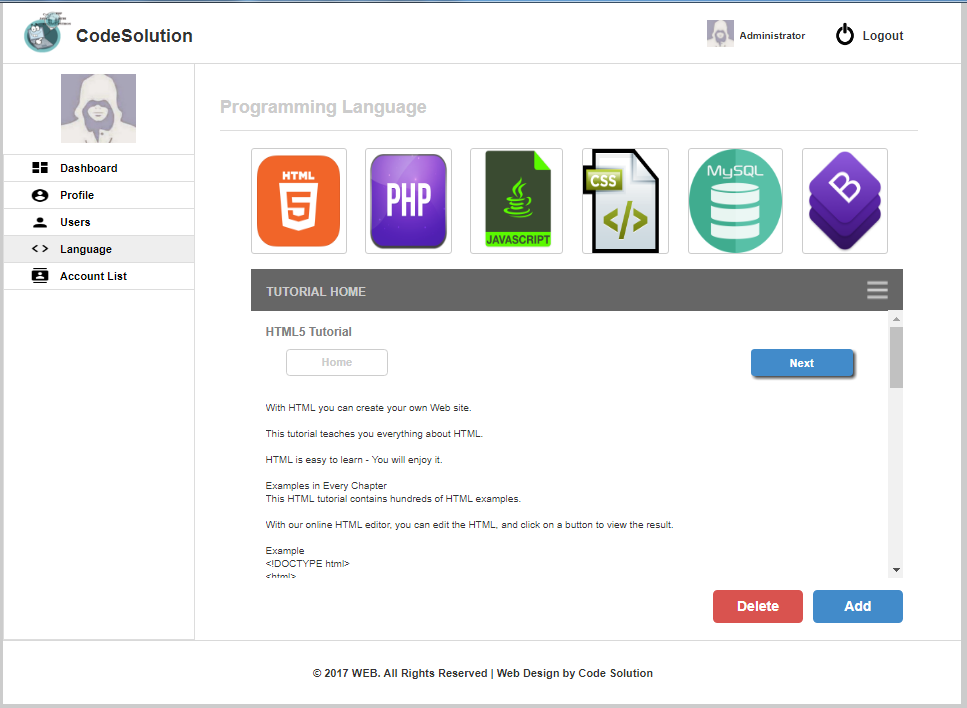 CodeSolution
Administrator
Logout
Dashboard
Profile
Users
Language
Account List
Programming Language
HTML
5
PHP
JAVASCRIPT
CSS
</>
MySQL
B
TUTORIAL HOME
HTML5 Tutorial
Home
Next
With HTML you can create your own Web site.
This tutorial teaches you everything about HTML.
HTML is easy to learn - You will enjoy it.
Examples in Every Chapter
This HTML tutorial contains hundreds of HTML examples.
With our online HTML editor, you can edit the HTML, and click on a button to view the result.
Example
<!DOCTYPE html>
<html>
Delete
Add
© 2017 WEB. All Rights Reserved | Web Design by Code Solution